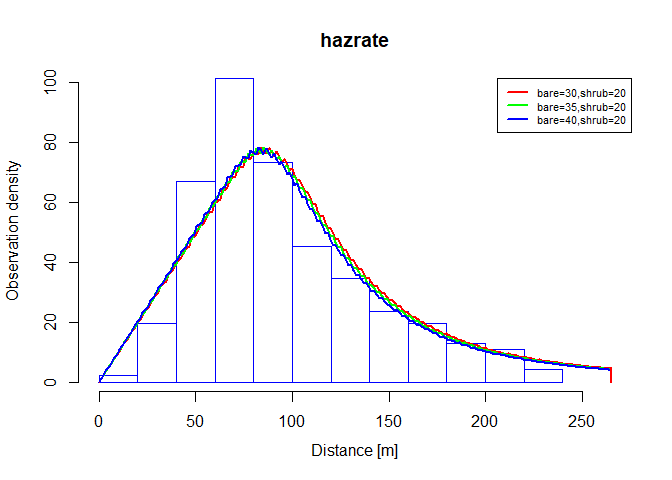 hazrate
bare=30,shrub=20
bare=35,shrub=20
bare=40,shrub=20
Observation density
100
80
60
40
20
0
0 50 100 150 200 250
Distance [m]